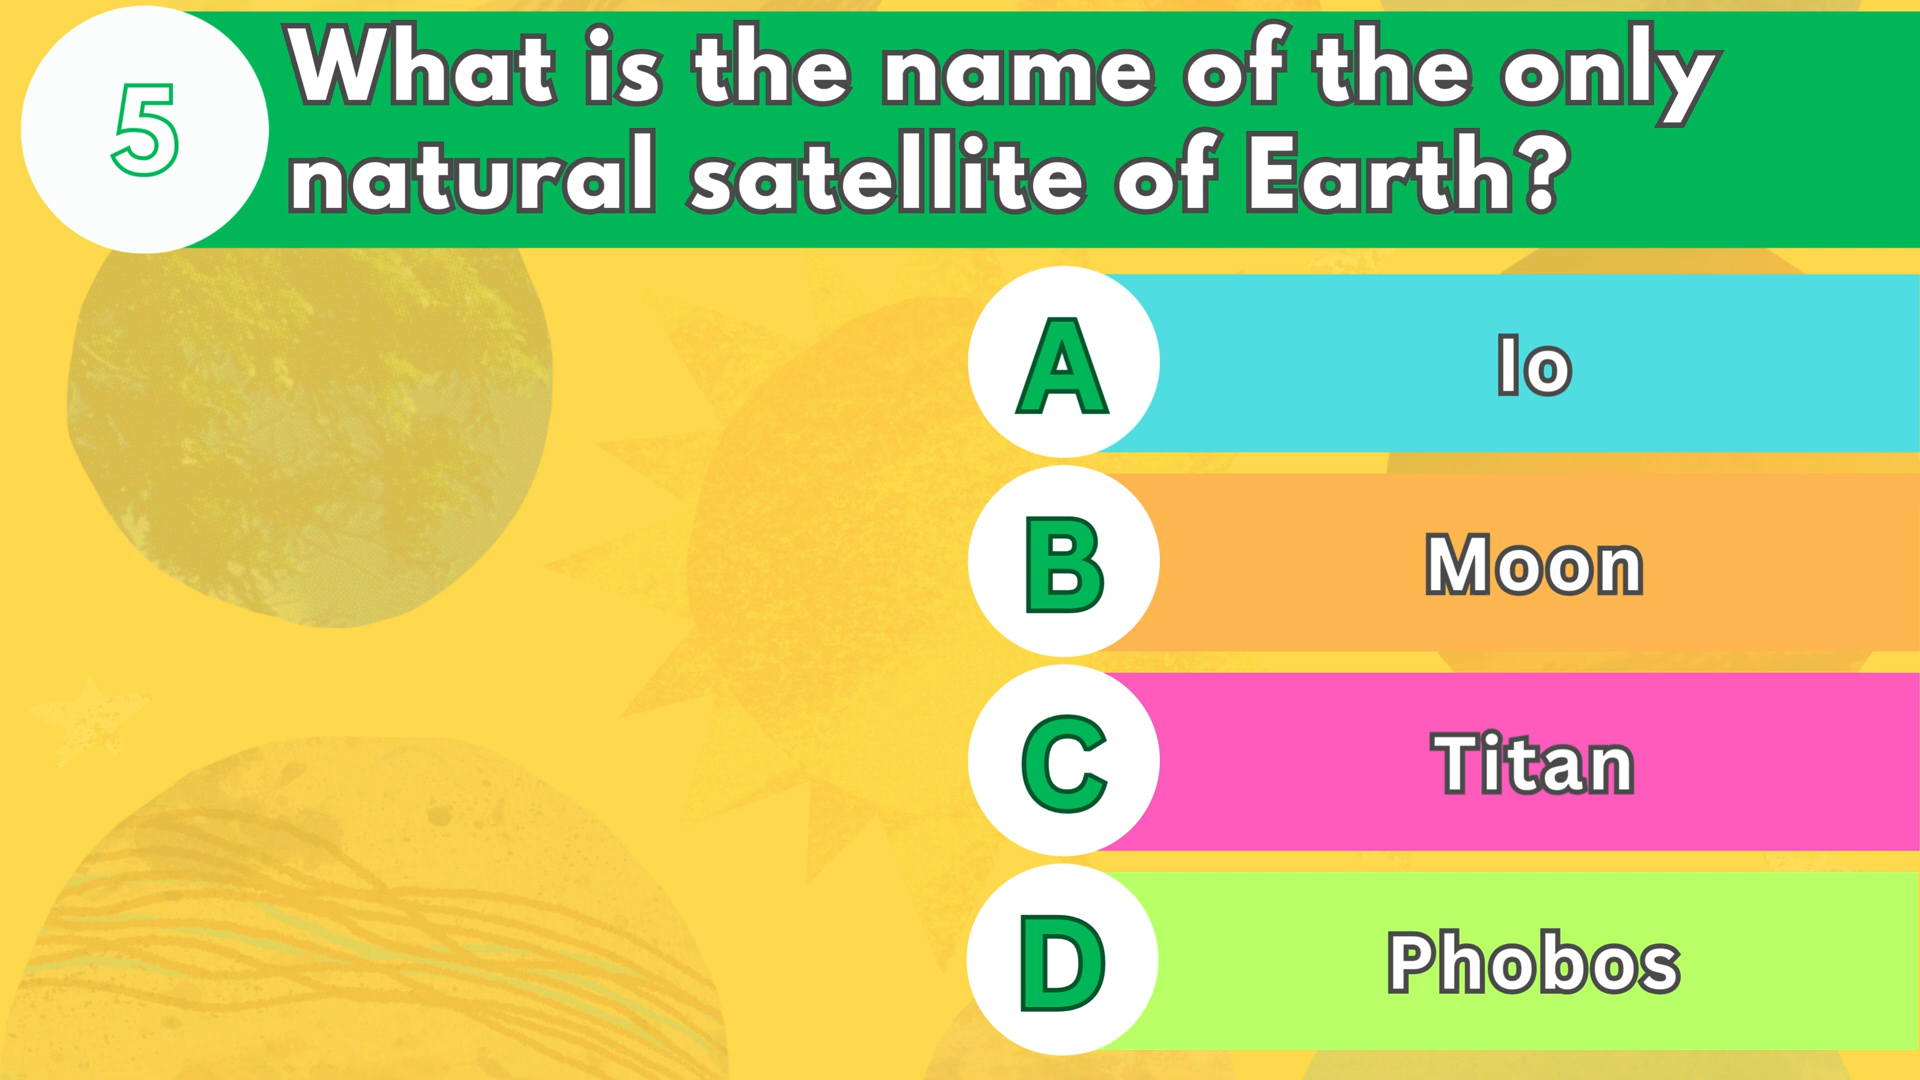 5
What is the name of the only
natural satellite of Earth?
A
Io
B
Moon
C
Titan
D
Phobos